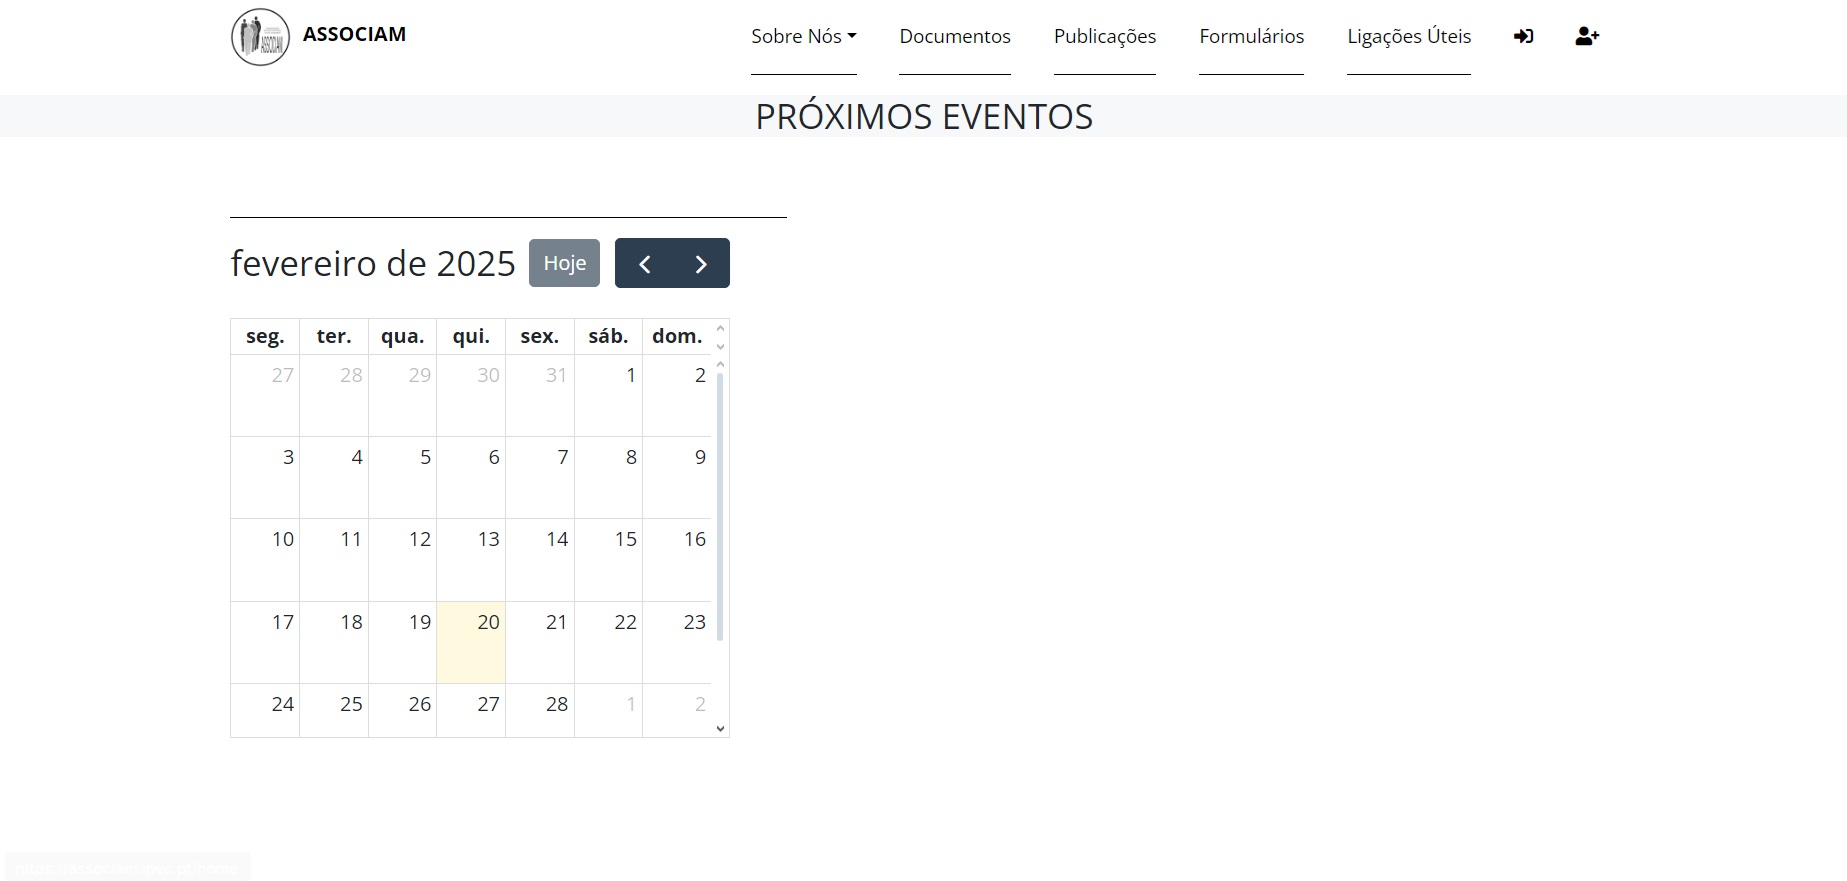 ASSOCIAM
Sobre Nós Documentos Publicações Formulários Ligações Úteis
PRÓXIMOS EVENTOS
fevereiro de 2025 Hoje
seg. ter. qua. qui. sex. sáb. dom.
27 28 29 30 31 1 2
3 4 5 6 7 8 9
10 11 12 13 14 15 16
17 18 19 20 21 22 23
24 25 26 27 28 1 2